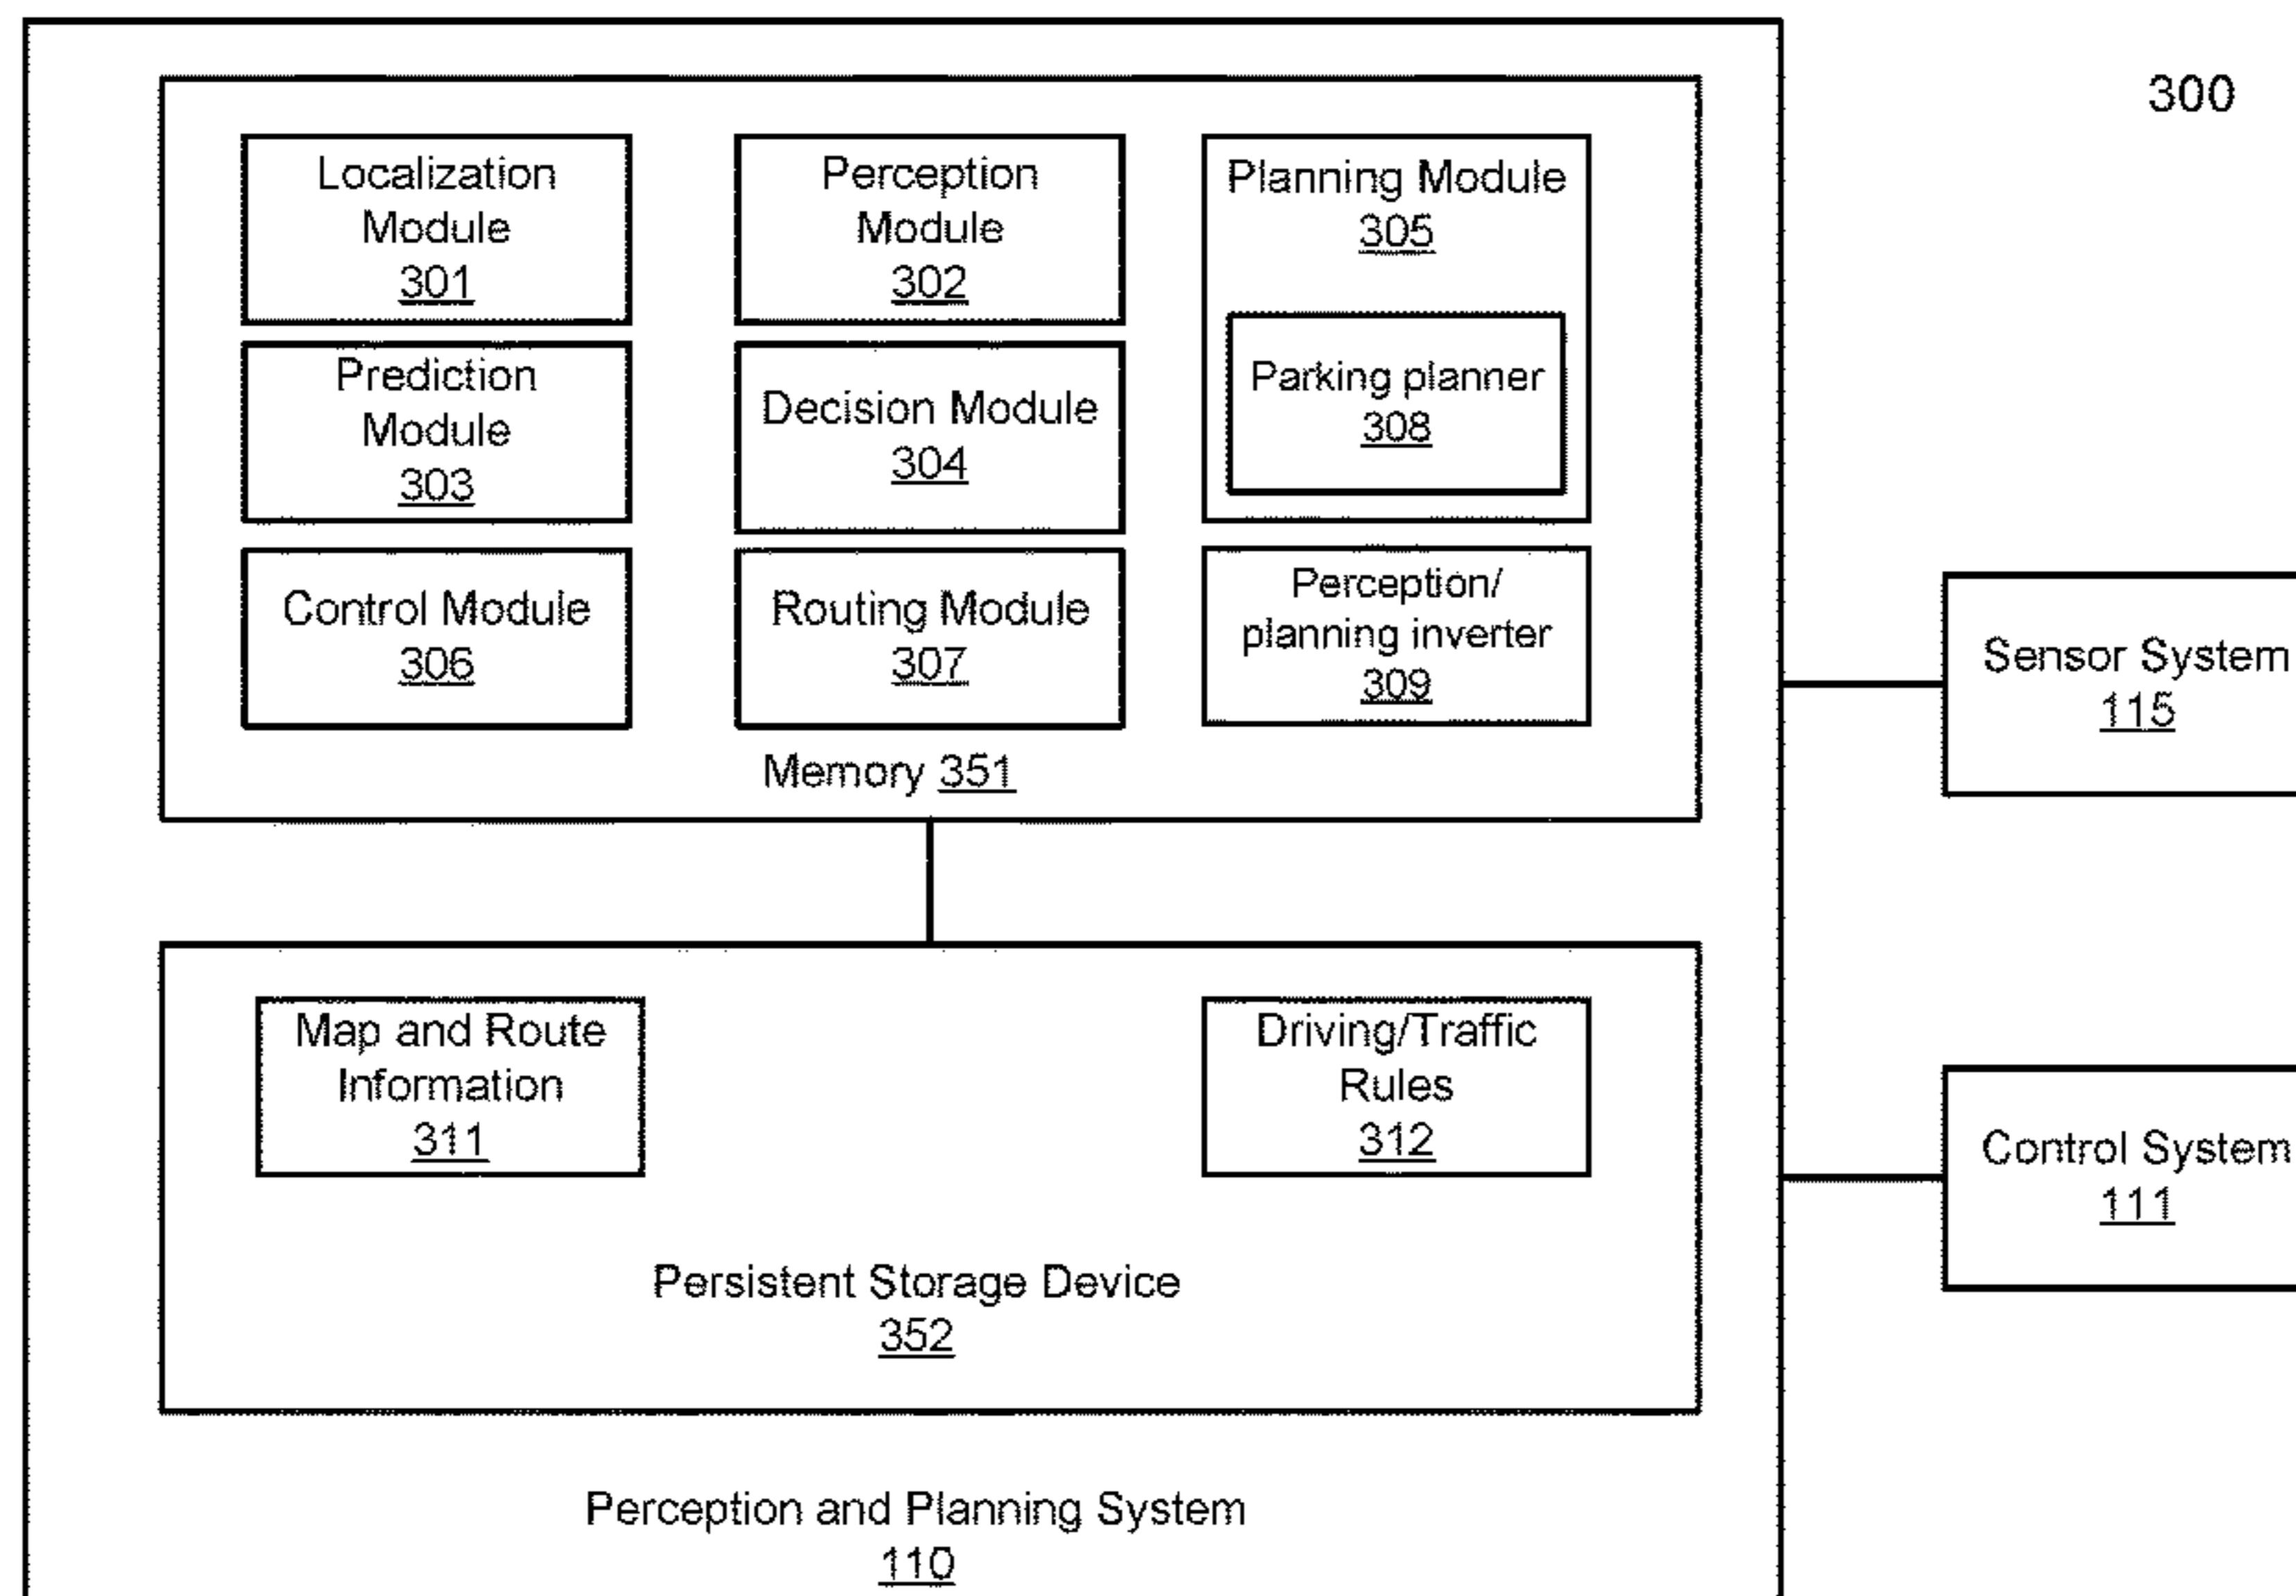 300
Localization
Module
301
Perception
Module
302
Planning Module
305
Parking planner
308
Prediction
Module
303
Decision Module
304
Control Module
306
Routing Module
307
Perception/
planning inverter
309
Memory 351
Sensor System
115
Map and Route
Information
311
Driving/Traffic
Rules
312
Control System
111
Persistent Storage Device
352
Perception and Planning System
110